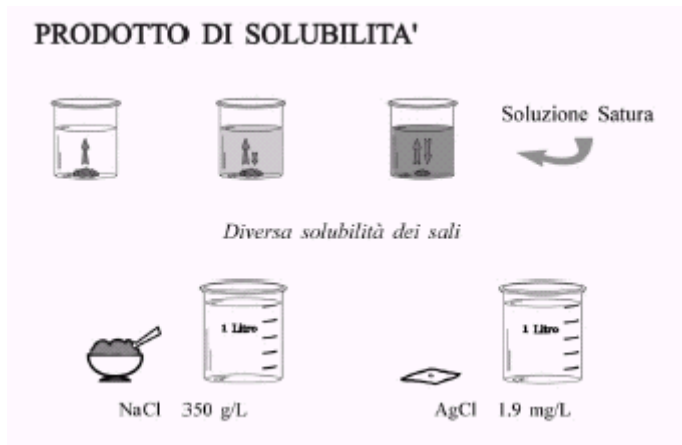 PRODOTTO DI SOLUBILITA'
Soluzione Satura
Diversa solubilità dei sali
1 Litro
1 Litro
NaCl 350 g/L
AgCl 1.9 mg/L